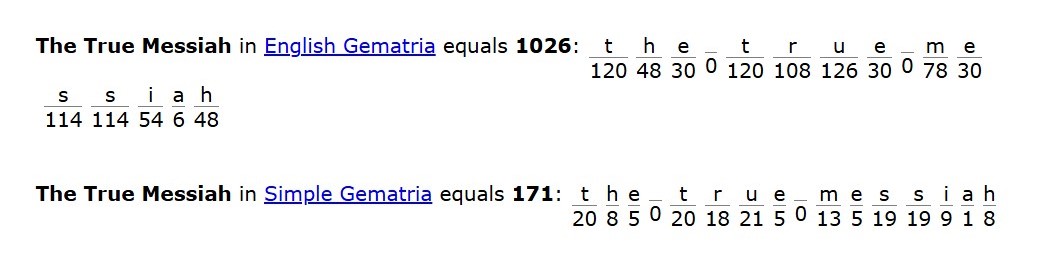 The True Messiah in English Gematria equals 1026: t h e _ t r u e _ m e
120 48 30 0 120 108 126 30 0 78 30
s s i a h
114 114 54 6 48
The True Messiah in Simple Gematria equals 171: t h e _ t r u e _ m e s s i a h
20 8 5 0 20 18 21 5 0 13 5 19 19 9 1 8